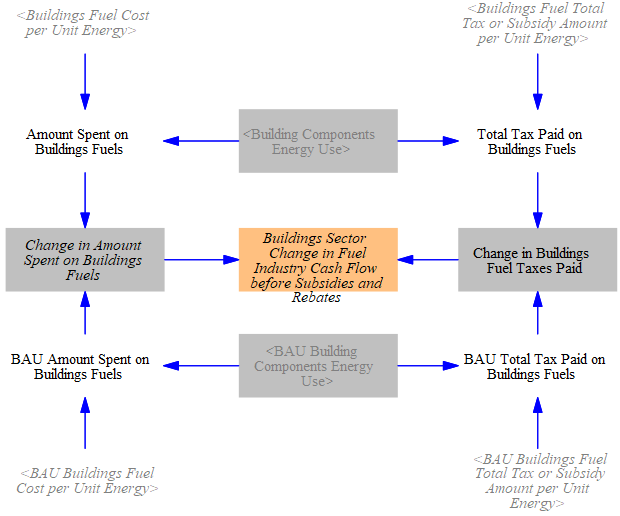 <Buildings Fuel Cost
per Unit Energy>
<Buildings Fuel Total
Tax or Subsidy Amount
per Unit Energy>
Amount Spent on
Buildings Fuels
<Building Components
Energy Use>
Total Tax Paid on
Buildings Fuels
Change in Amount
Spent on Buildings
Fuels
Buildings Sector
Change in Fuel
Industry Cash Flow
before Subsidies and
Rebates
Change in Buildings
Fuel Taxes Paid
BAU Amount Spent on
Buildings Fuels
<BAU Building
Components Energy
Use>
BAU Total Tax Paid on
Buildings Fuels
<BAU Buildings Fuel
Cost per Unit Energy>
<BAU Buildings Fuel
Total Tax or Subsidy
Amount per Unit
Energy>